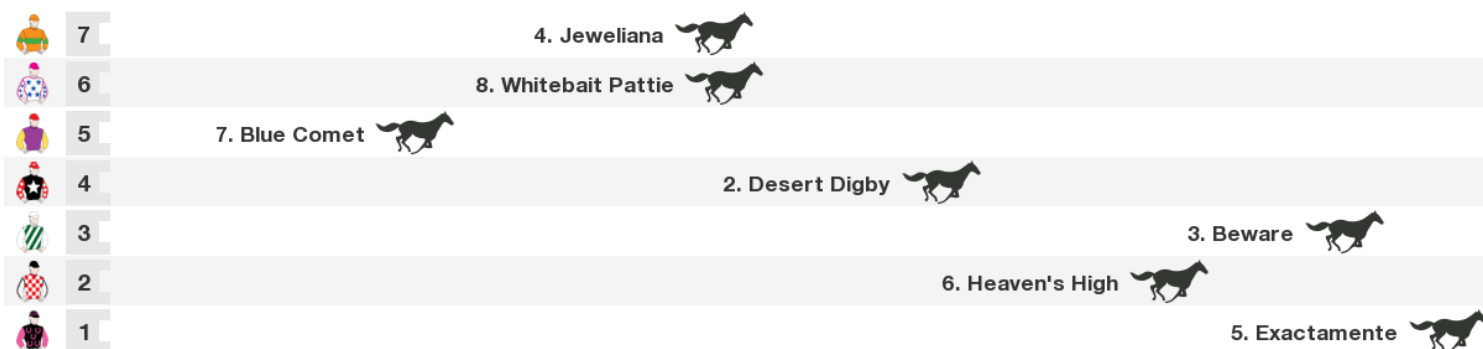 7 4. Jeweliana
6 8. Whitebait Pattie
5 7. Blue Comet
4 2. Desert Digby
3 3. Beware
2 6. Heaven's High
1 5. Exactamente